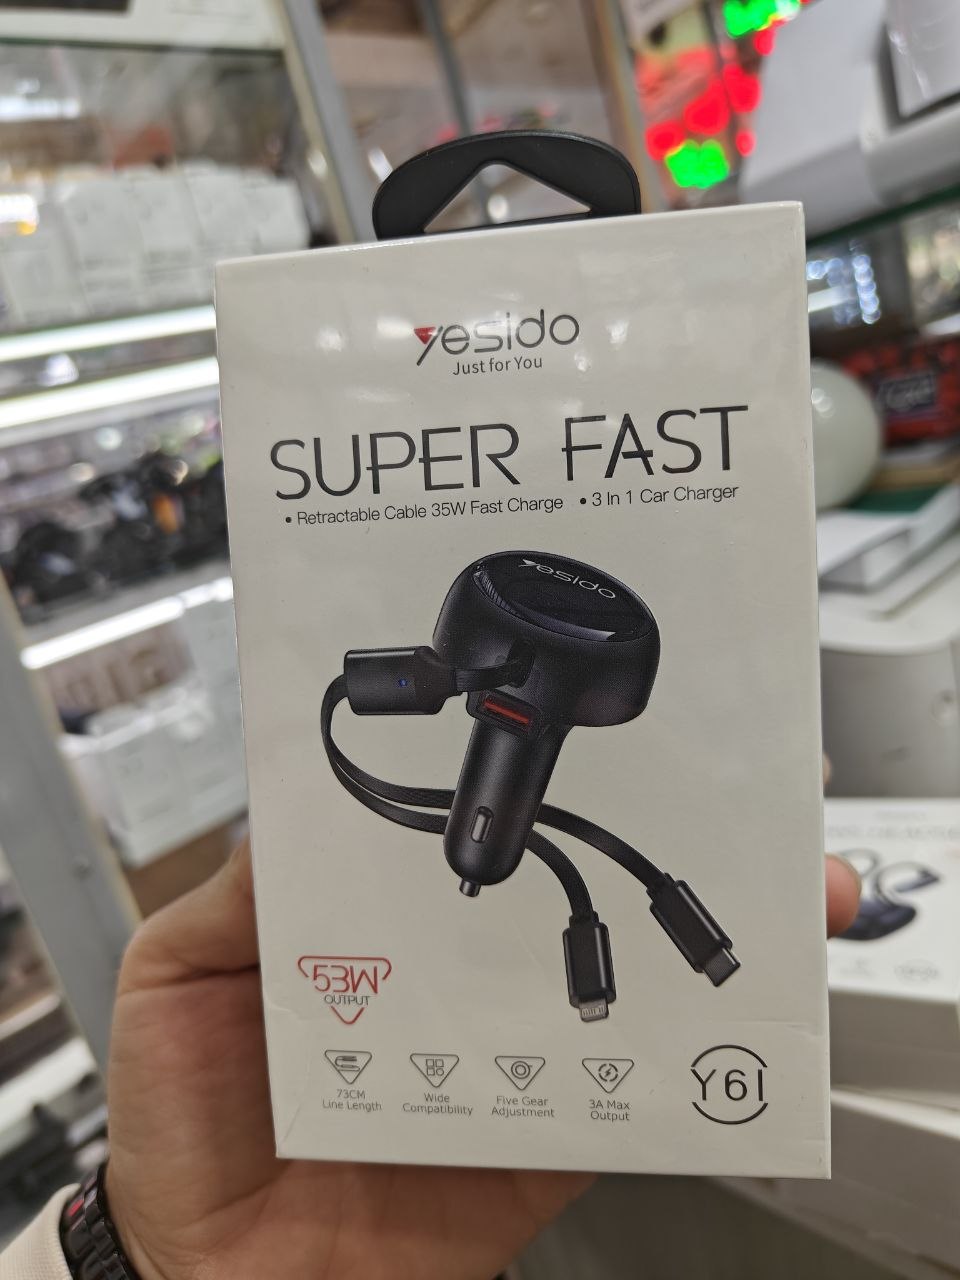 Yesido
Just for You
SUPER FAST
• Retractable Cable 35W Fast Charge • 3 In 1 Car Charger
Yesido
53W
OUTPUT
73CM
Line Length
Wide
Compatibility
Five Gear
Adjustment
3A Max
Output
Y61